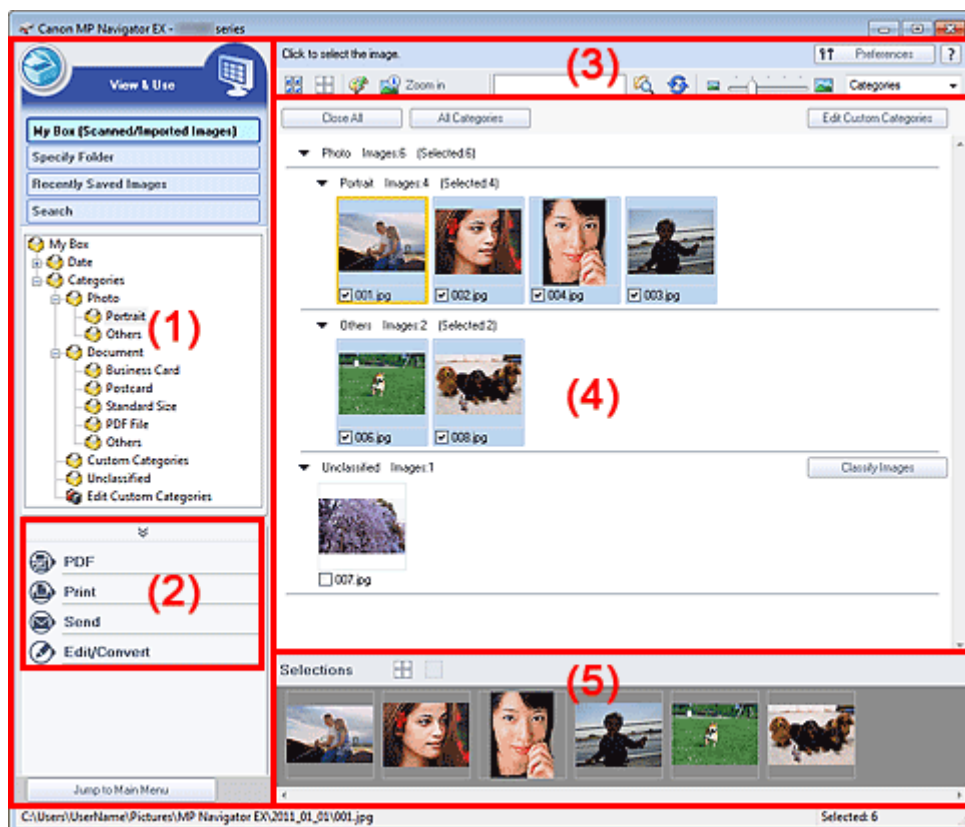 Canon MP Navigator EX - series
View & Use
My Box (Scanned/Imported Images)
Specify Folder
Recently Saved Images
Search
My Box
Date
Categories
Photo
Portrait
Others
Document
Business Card
Postcard
Standard Size
PDF File
Others
Custom Categories
Unclassified
Edit Custom Categories
(1)
PDF
Print
Send
Edit/Convert
(2)
Jump to Main Menu
Click to select the image.
Preferences
?
Zoom in
Categories
(3)
Close All
All Categories
Edit Custom Categories
Photo Images:6 (Selected:6)
Portrait Images:4 (Selected:4)
001.jpg
002.jpg
004.jpg
003.jpg
Others Images:2 (Selected:2)
006.jpg
008.jpg
(4)
Unclassified Images:1
Classify Images
007.jpg
Selections
(5)
C:\Users\UserName\Pictures\MP Navigator EX\2011_01_01\001.jpg
Selected: 6